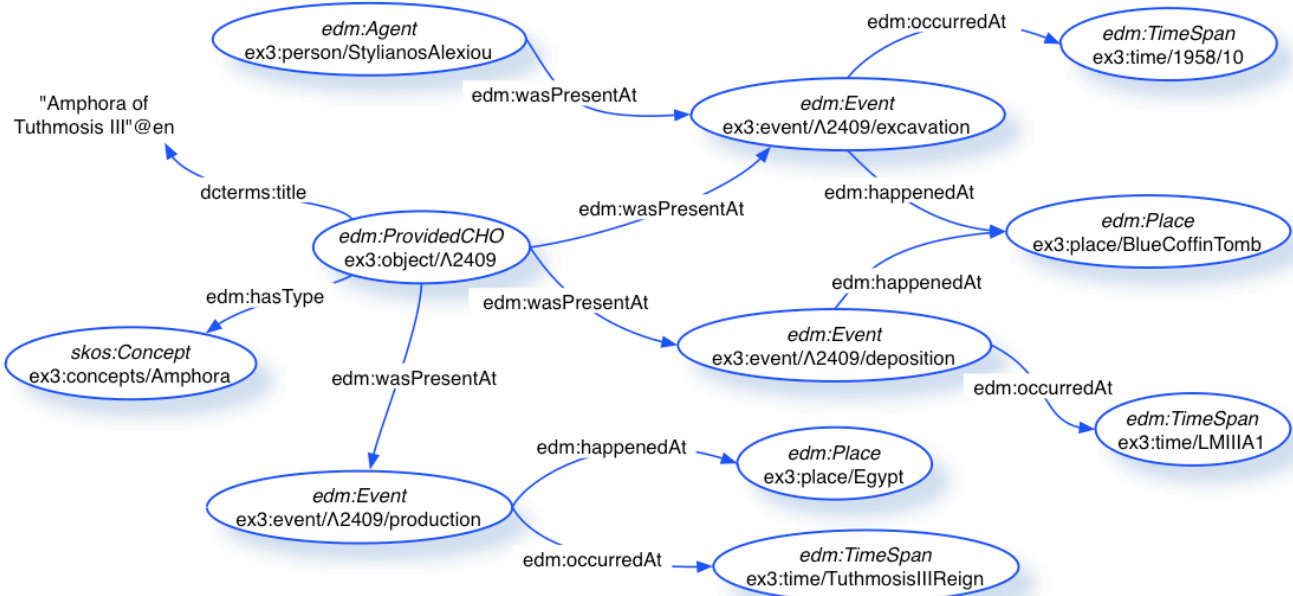 edm:Agent
ex3:person/StylianosAlexiou
edm:occurredAt
edm:TimeSpan
ex3:time/1958/10
edm:wasPresentAt
edm:Event
ex3:event/Λ2409/excavation
"Amphora of
Tuthmosis III"@en
dcterms:title
edm:wasPresentAt
edm:happenedAt
edm:Place
ex3:place/BlueCoffinTomb
edm:ProvidedCHO
ex3:object/Λ2409
edm:happenedAt
edm:hasType
edm:wasPresentAt
edm:Event
ex3:event/Λ2409/deposition
skos:Concept
ex3:concepts/Amphora
edm:wasPresentAt
edm:occurredAt
edm:TimeSpan
ex3:time/LMIIIA1
edm:happenedAt
edm:Place
ex3:place/Egypt
edm:Event
ex3:event/Λ2409/production
edm:occurredAt
edm:TimeSpan
ex3:time/TuthmosisIIIReign